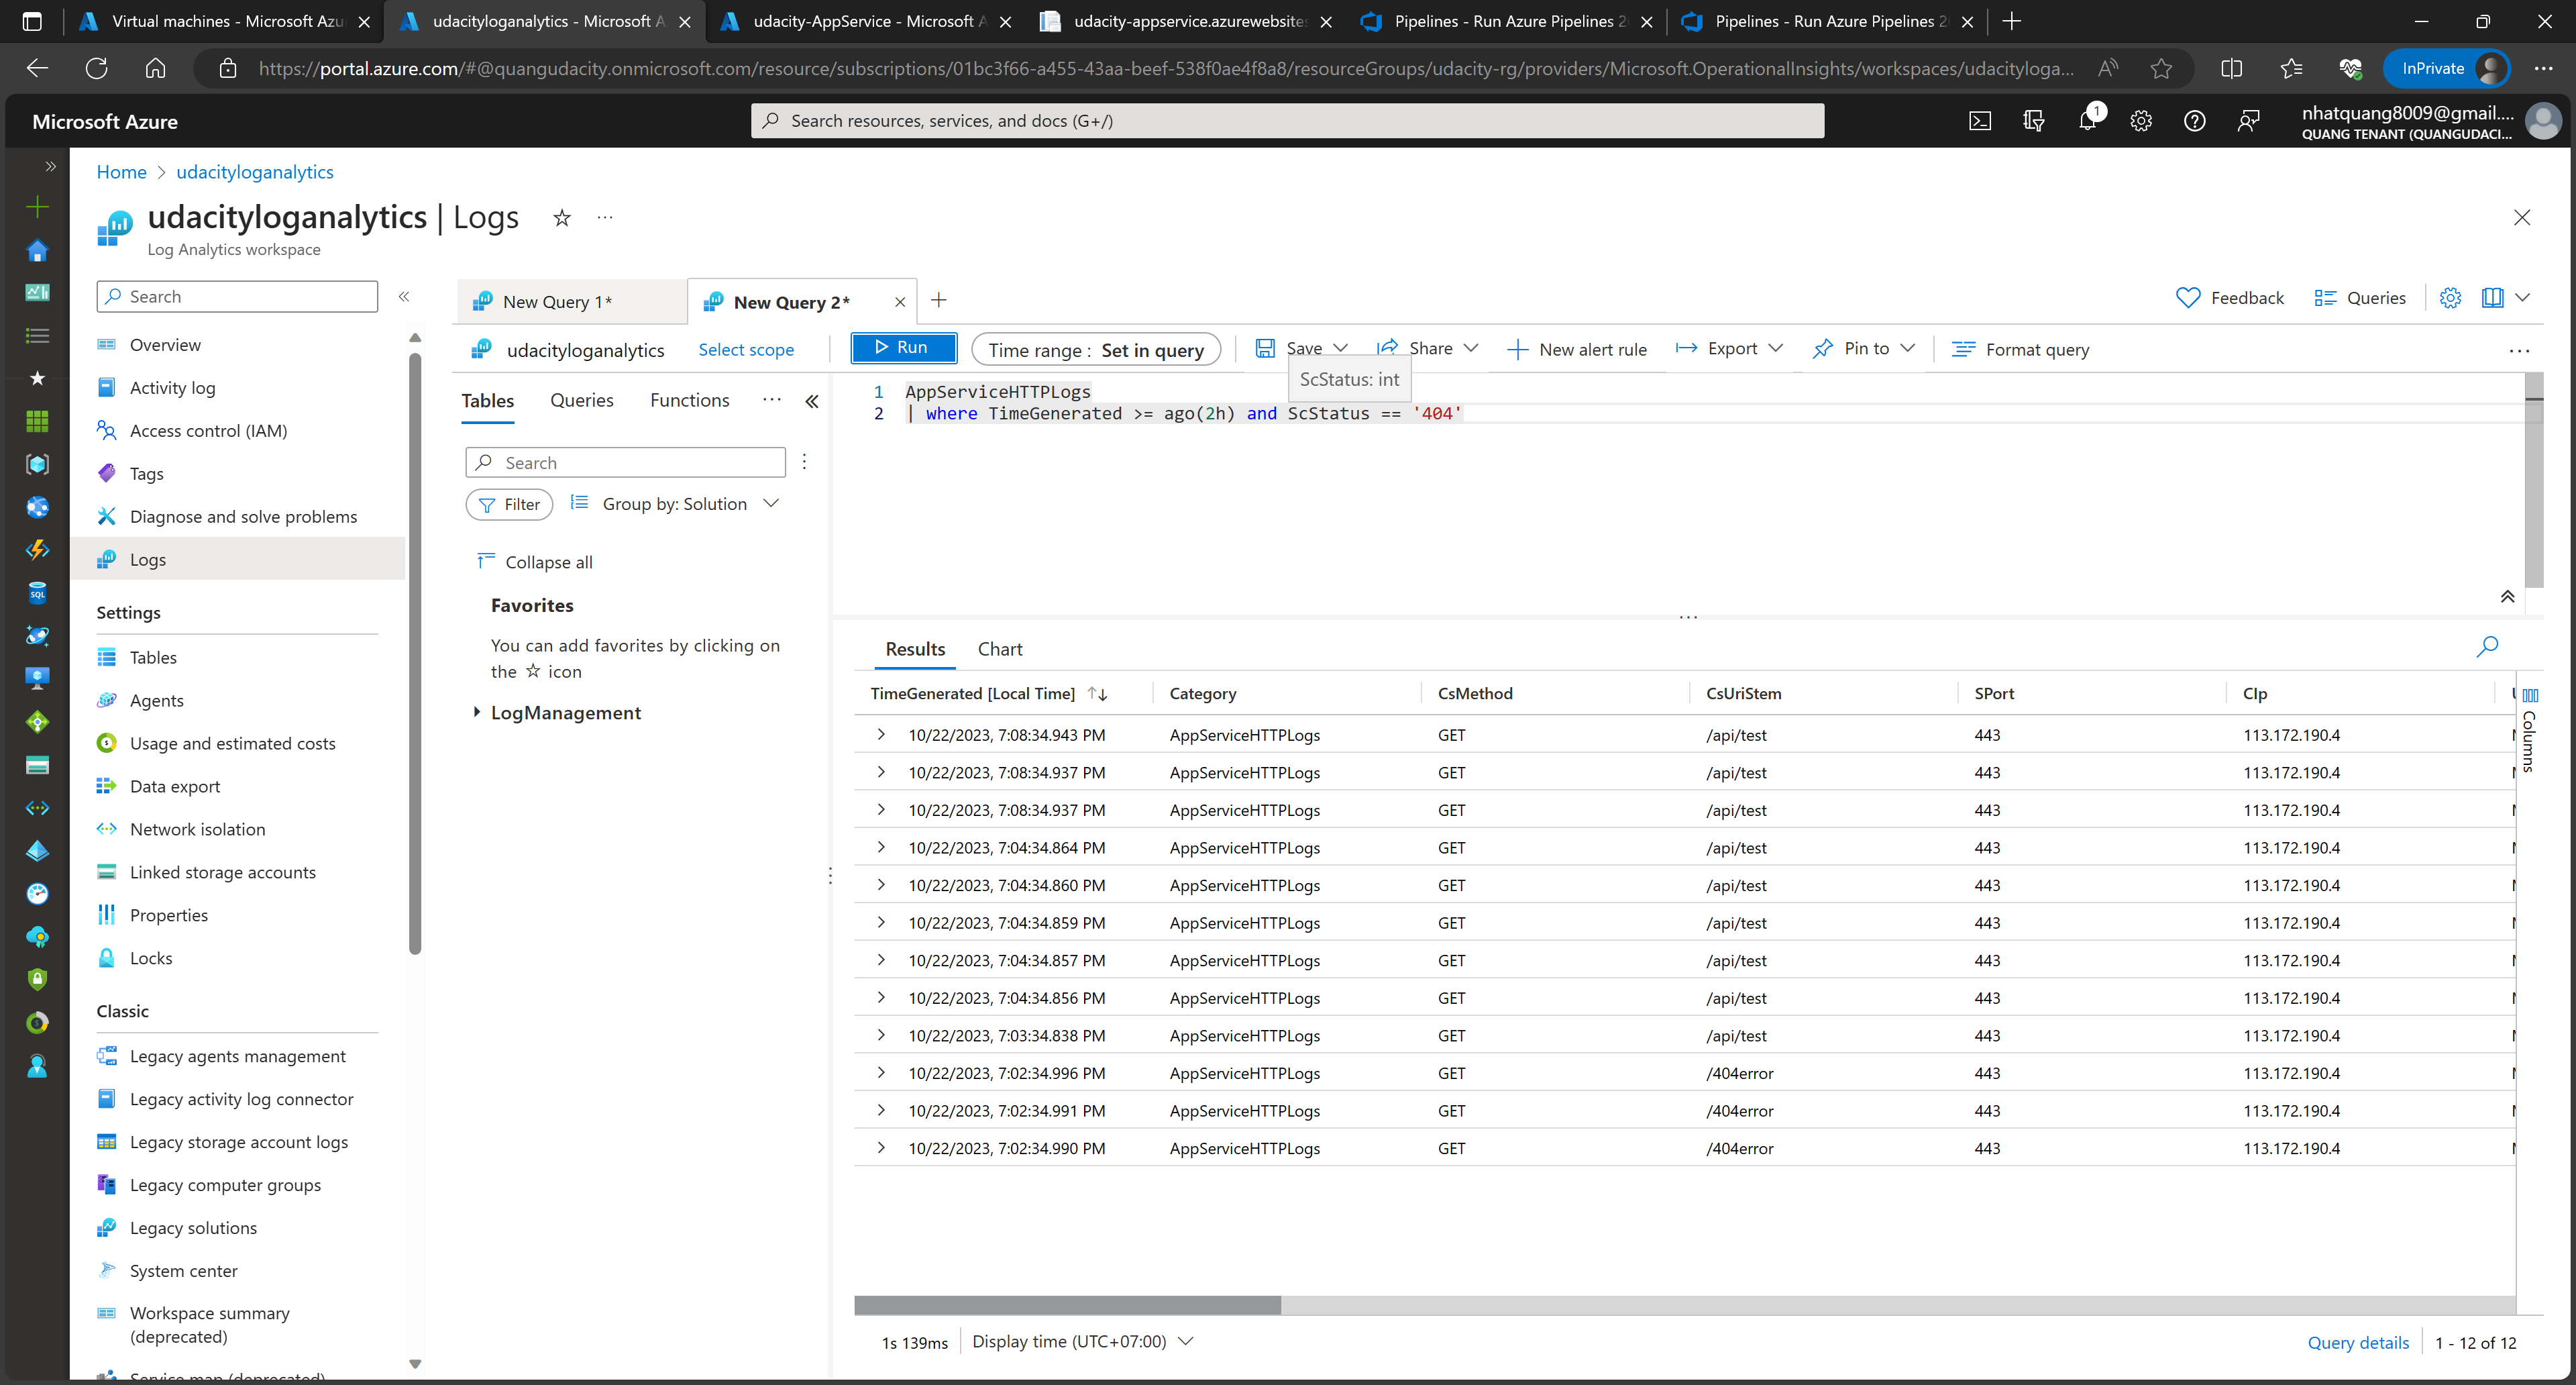 Virtual machines - Microsoft Azu
udacityloganalytics - Microsoft A
udacity-AppService - Microsoft A
udacity-appservice.azurewebsites
Pipelines - Run Azure Pipelines 2
Pipelines - Run Azure Pipelines 2
https://portal.azure.com/#@quangudacity.onmicrosoft.com/resource/subscriptions/01bc3f66-a455-43aa-beef-538f0ae4f8a8/resourceGroups/udacity-rg/providers/Microsoft.OperationalInsights/workspaces/udacityloga...
InPrivate
Microsoft Azure
Search resources, services, and docs (G+/)
1
nhatquang8009@gmail....
QUANG TENANT (QUANGUDACI...
Home > udacityloganalytics
udacityloganalytics | Logs
Log Analytics workspace
Search
Overview
Activity log
Access control (IAM)
Tags
Diagnose and solve problems
Logs
Settings
Tables
Agents
Usage and estimated costs
Data export
Network isolation
Linked storage accounts
Properties
Locks
Classic
Legacy agents management
Legacy activity log connector
Legacy storage account logs
Legacy computer groups
Legacy solutions
System center
Workspace summary
(deprecated)
Service map (deprecated)
New Query 1*
New Query 2*
Feedback
Queries
udacityloganalytics
Select scope
Run
Time range : Set in query
Save
Share
New alert rule
Export
Pin to
Format query
ScStatus: int
Tables
Queries
Functions
Search
Filter
Group by: Solution
Collapse all
Favorites
You can add favorites by clicking on
the ☆ icon
LogManagement
1 AppServiceHTTPLogs
2 | where TimeGenerated >= ago(2h) and ScStatus == '404'
Results
Chart
TimeGenerated [Local Time] Category CsMethod CsUriStem SPort CIp
10/22/2023, 7:08:34.943 PM AppServiceHTTPLogs GET /api/test 443 113.172.190.4
10/22/2023, 7:08:34.937 PM AppServiceHTTPLogs GET /api/test 443 113.172.190.4
10/22/2023, 7:08:34.937 PM AppServiceHTTPLogs GET /api/test 443 113.172.190.4
10/22/2023, 7:04:34.864 PM AppServiceHTTPLogs GET /api/test 443 113.172.190.4
10/22/2023, 7:04:34.860 PM AppServiceHTTPLogs GET /api/test 443 113.172.190.4
10/22/2023, 7:04:34.859 PM AppServiceHTTPLogs GET /api/test 443 113.172.190.4
10/22/2023, 7:04:34.857 PM AppServiceHTTPLogs GET /api/test 443 113.172.190.4
10/22/2023, 7:04:34.856 PM AppServiceHTTPLogs GET /api/test 443 113.172.190.4
10/22/2023, 7:03:34.838 PM AppServiceHTTPLogs GET /api/test 443 113.172.190.4
10/22/2023, 7:02:34.996 PM AppServiceHTTPLogs GET /404error 443 113.172.190.4
10/22/2023, 7:02:34.991 PM AppServiceHTTPLogs GET /404error 443 113.172.190.4
10/22/2023, 7:02:34.990 PM AppServiceHTTPLogs GET /404error 443 113.172.190.4
Columns
1s 139ms
Display time (UTC+07:00)
Query details
1 - 12 of 12